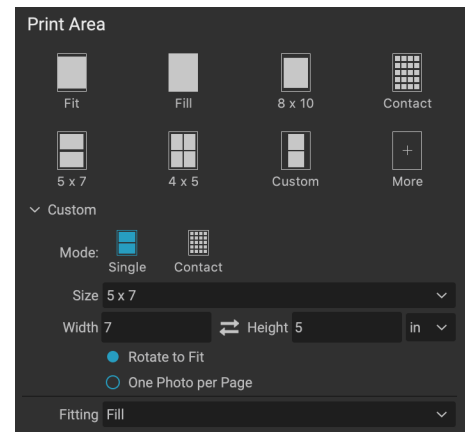 Print Area
Fit Fill 8 x 10 Contact
5 x 7 4 x 5 Custom More
Custom
Mode:
Single Contact
Size 5 x 7
Width 7 Height 5 in
Rotate to Fit
One Photo per Page
Fitting Fill